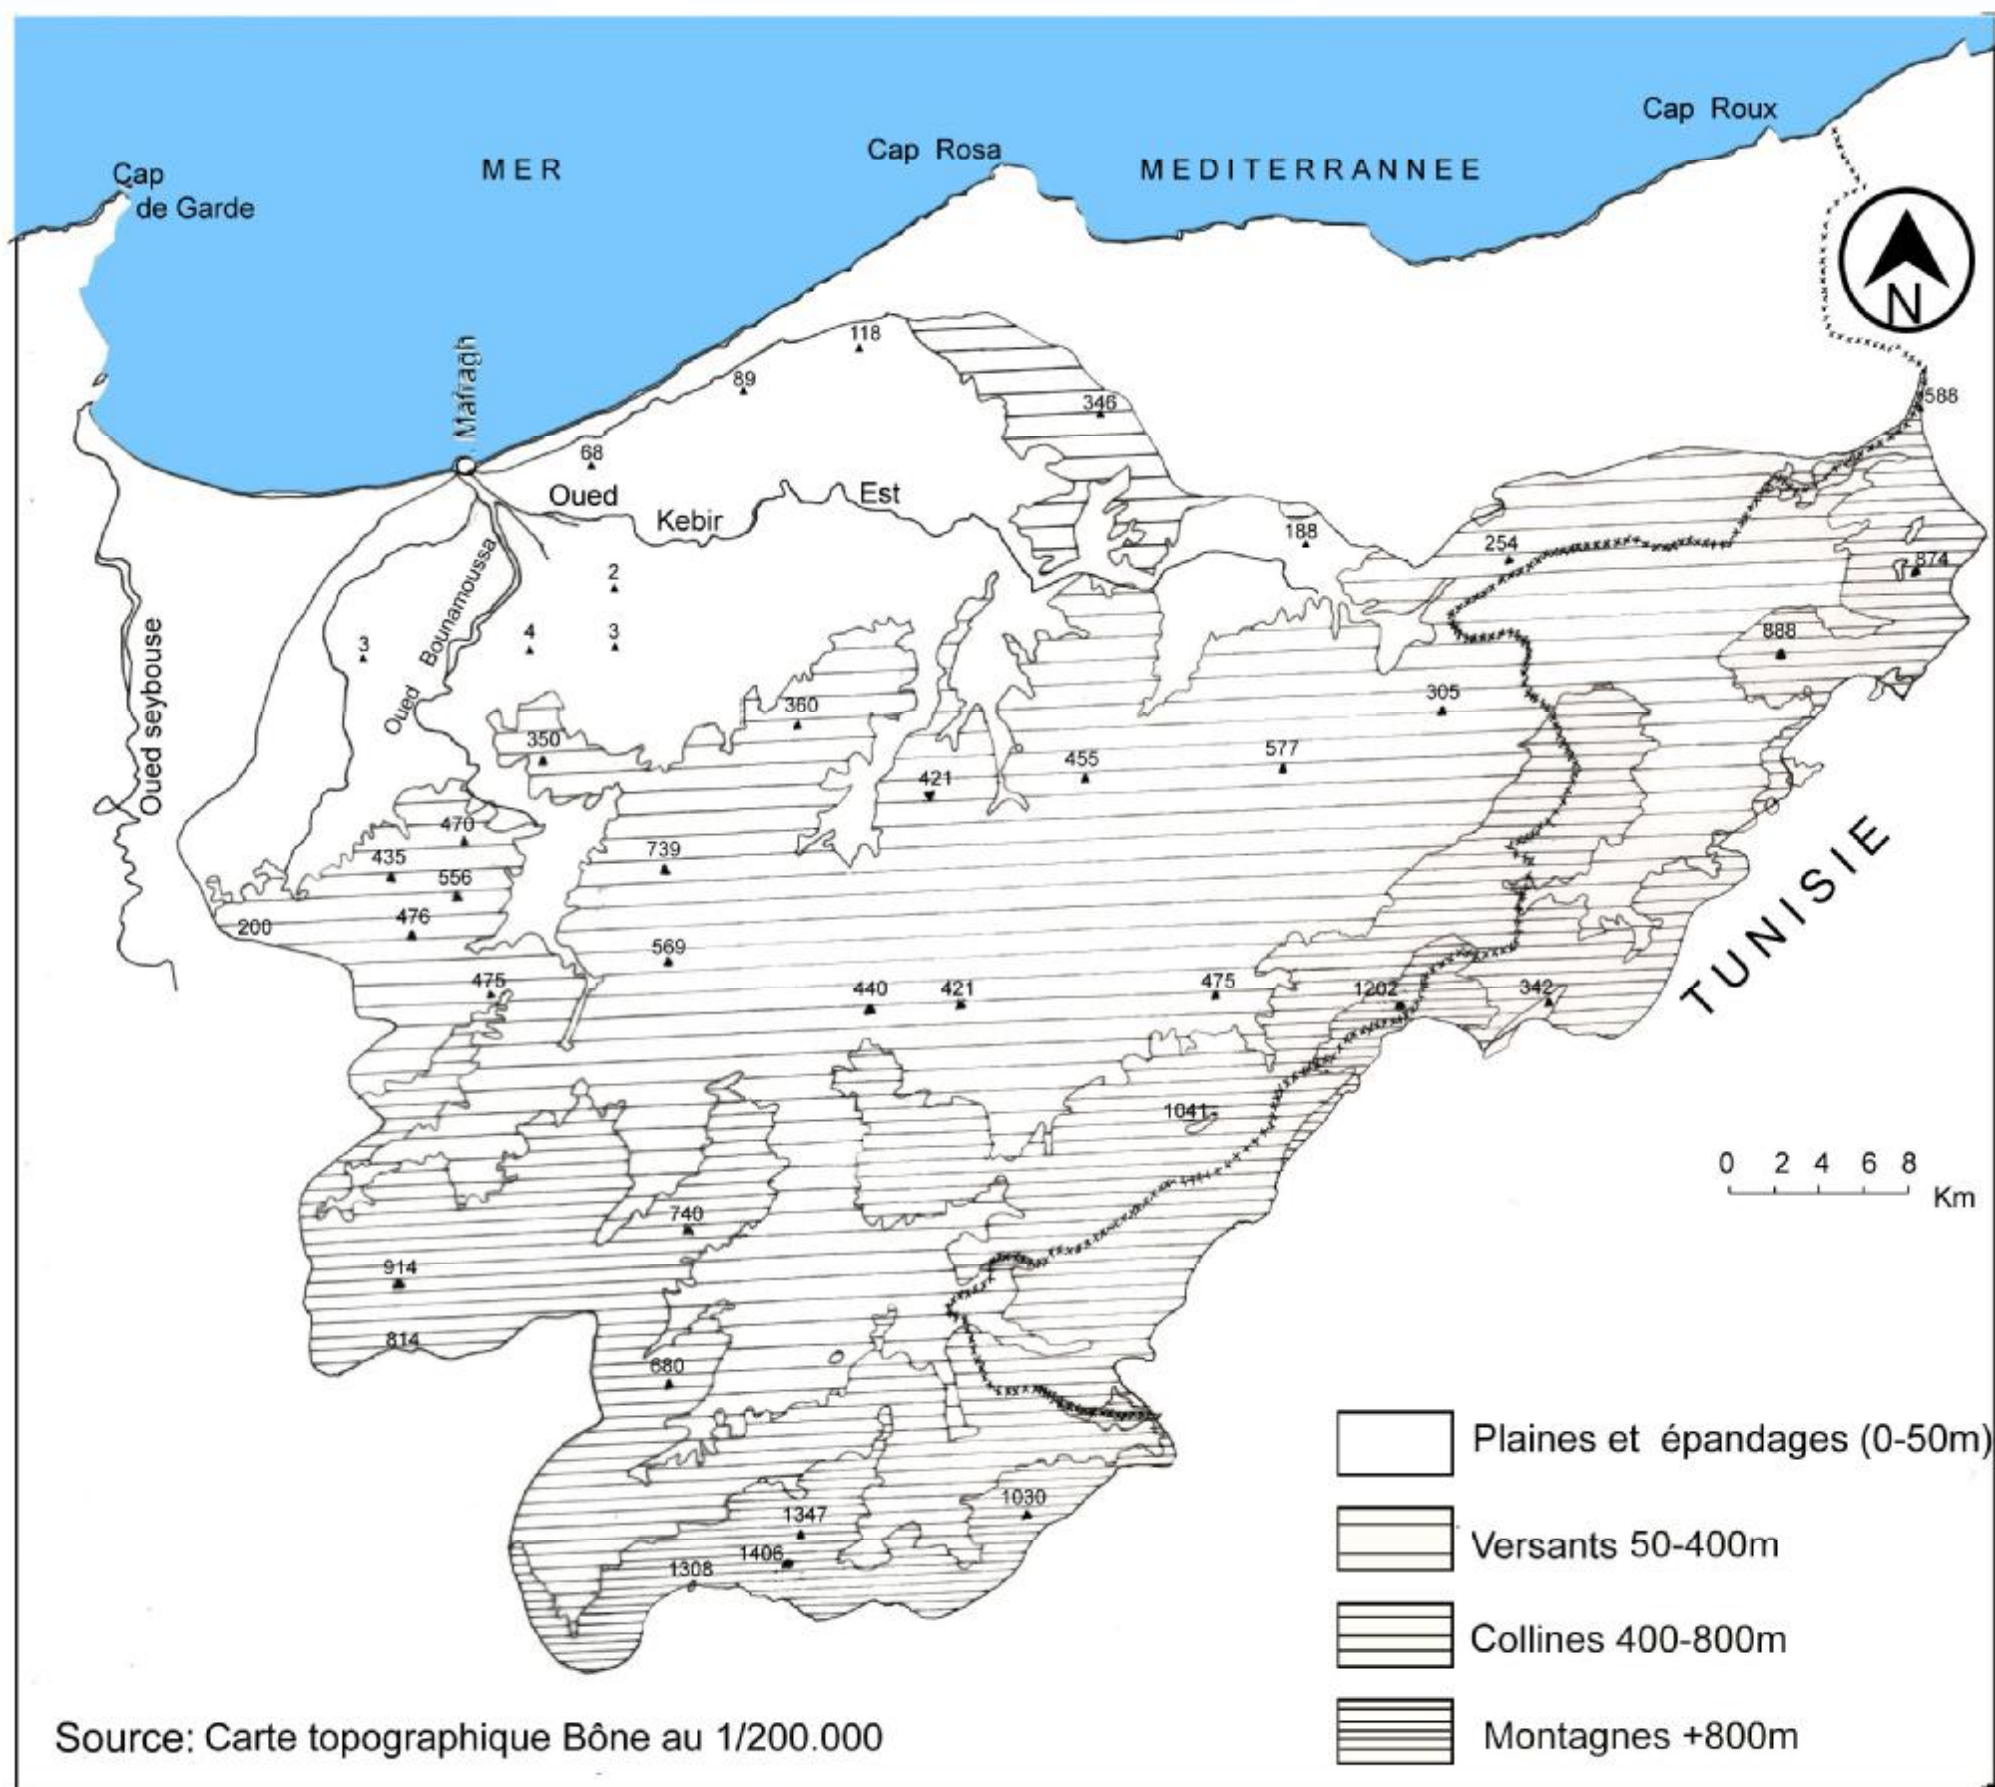 Cap Roux
Cap Rosa
MER
MEDITERRANNEE
Cap
de Garde
N
118
89
346
588
Mafragh
68
Oued
Kebir
Est
188
254
874
2
3
4
3
Oued
Bounamoussa
888
Oued seybouse
360
305
350
455
577
421
470
739
435
556
476
200
569
TUNISIE
475
440
421
475
1202
342
1041
0 2 4 6 8
Km
740
914
814
680
1030
1347
1406
1308
Plaines et épandages (0-50m)
Versants 50-400m
Collines 400-800m
Montagnes +800m
Source: Carte topographique Bône au 1/200.000